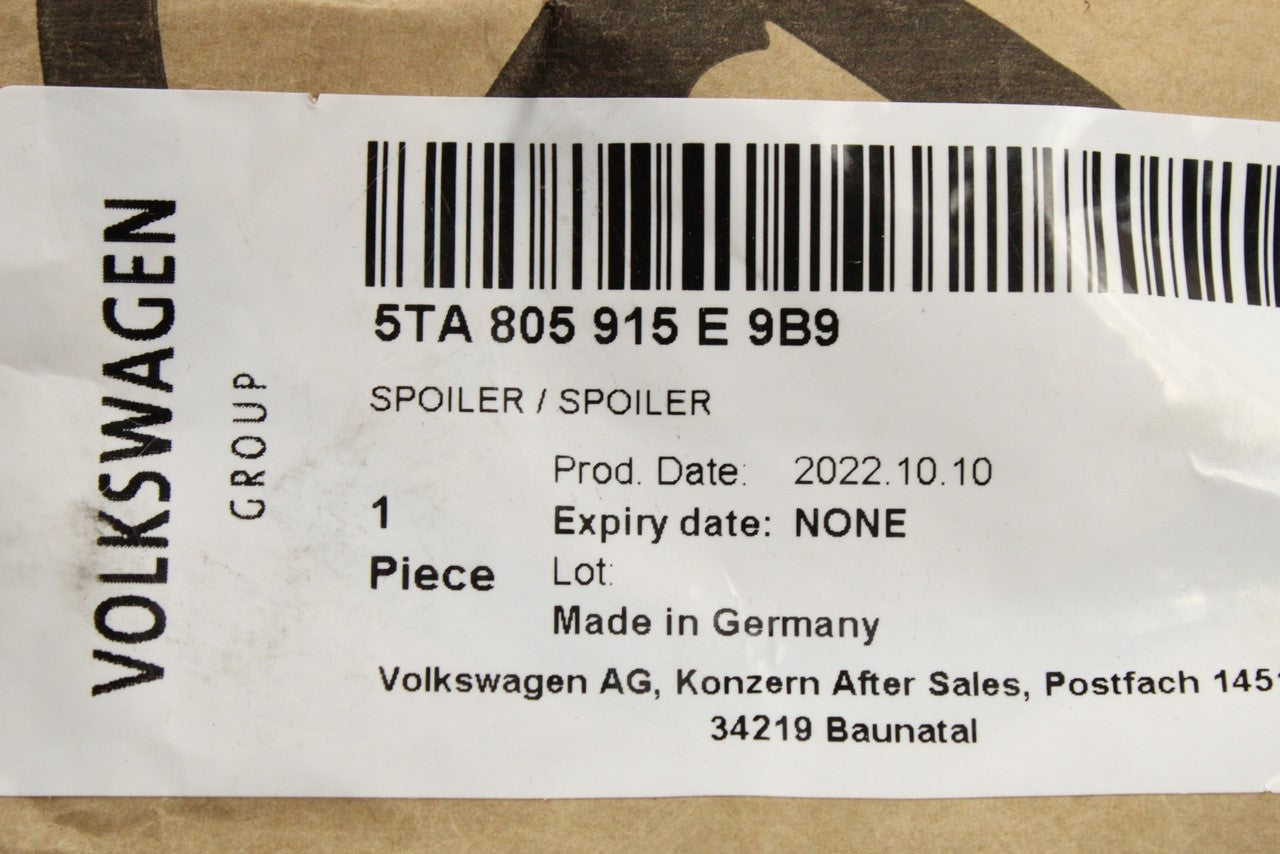 VOLKSWAGEN
GROUP
5TA 805 915 E 9B9
SPOILER / SPOILER
1
Piece
Prod. Date: 2022.10.10
Expiry date: NONE
Lot:
Made in Germany
Volkswagen AG, Konzern After Sales, Postfach 1451
34219 Baunatal